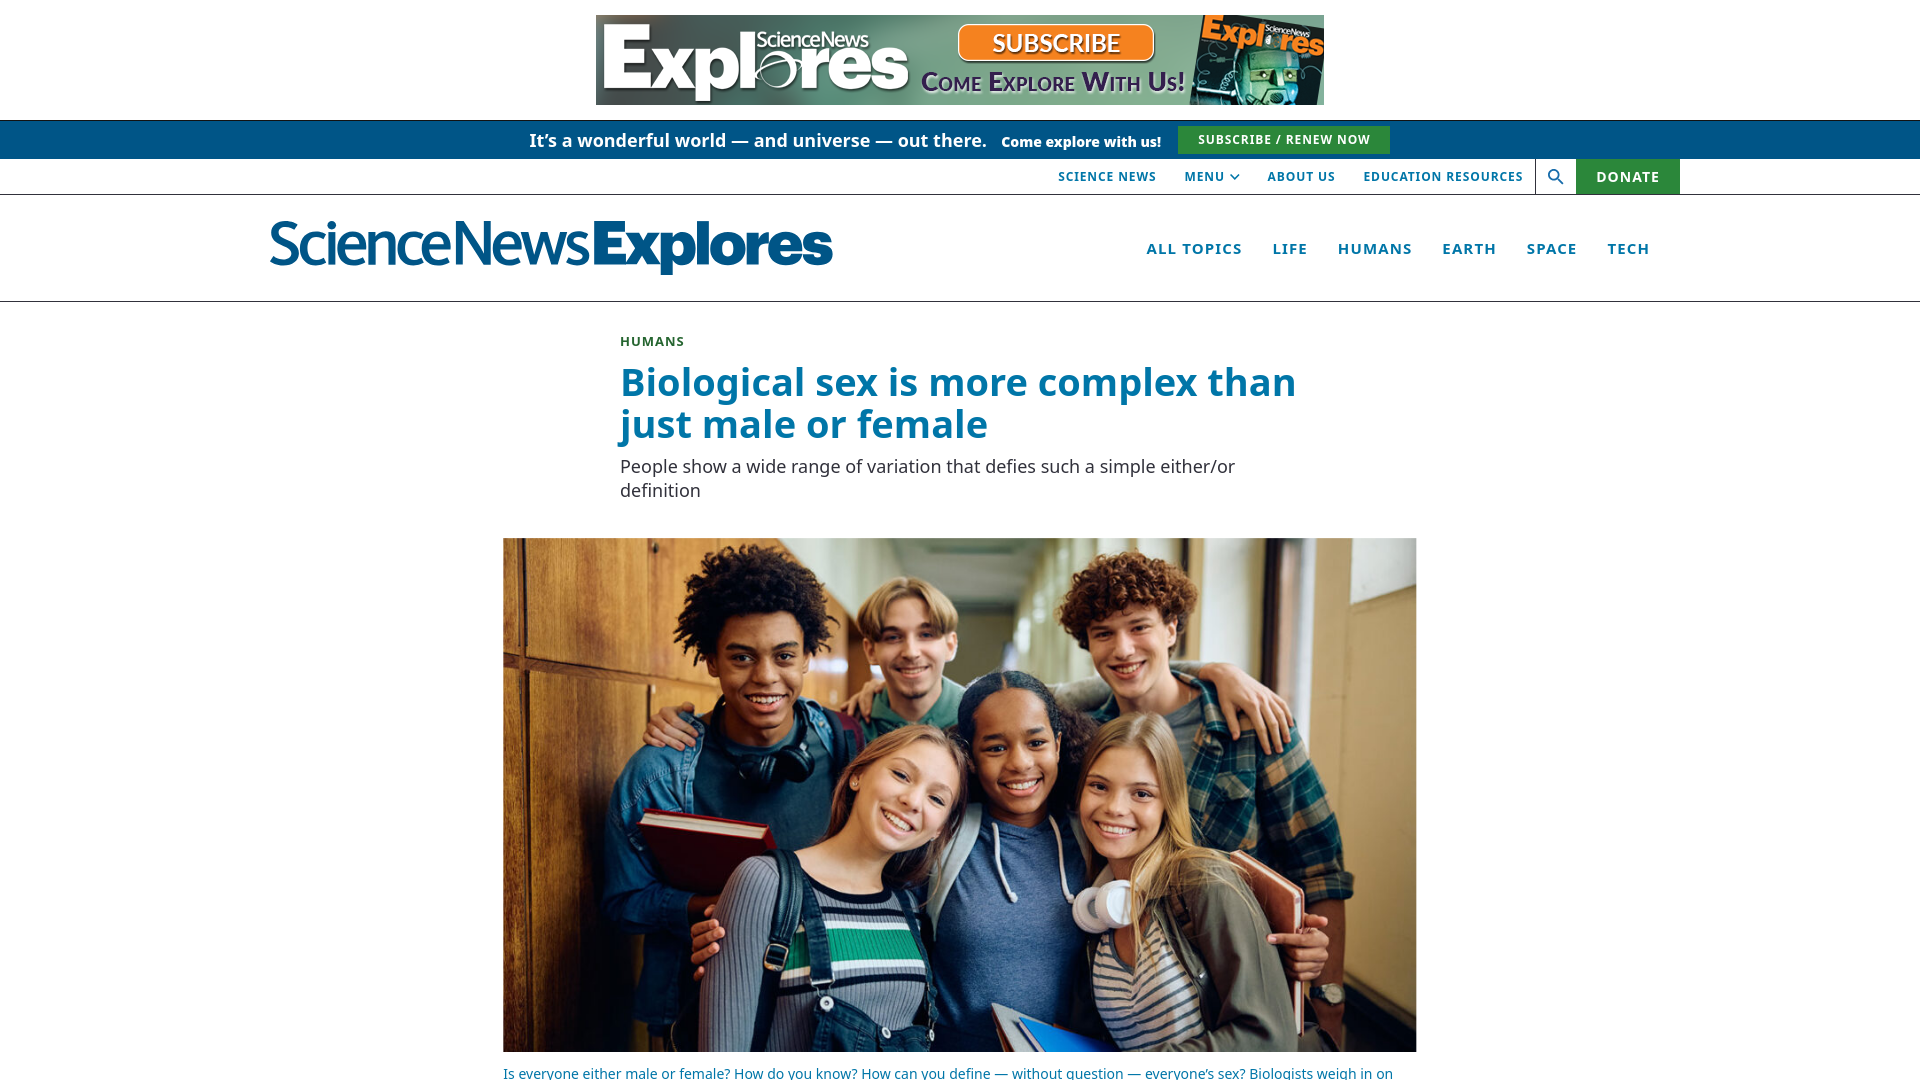 Explores
ScienceNews
SUBSCRIBE
COME EXPLORE WITH US!
Explores
ScienceNews
It's a wonderful world — and universe — out there. Come explore with us! SUBSCRIBE / RENEW NOW
SCIENCE NEWS MENU ABOUT US EDUCATION RESOURCES DONATE
ScienceNewsExplores
ALL TOPICS LIFE HUMANS EARTH SPACE TECH
HUMANS
Biological sex is more complex than
just male or female
People show a wide range of variation that defies such a simple either/or
definition
Is everyone either male or female? How do you know? How can you define — without question — everyone's sex? Biologists weigh in on